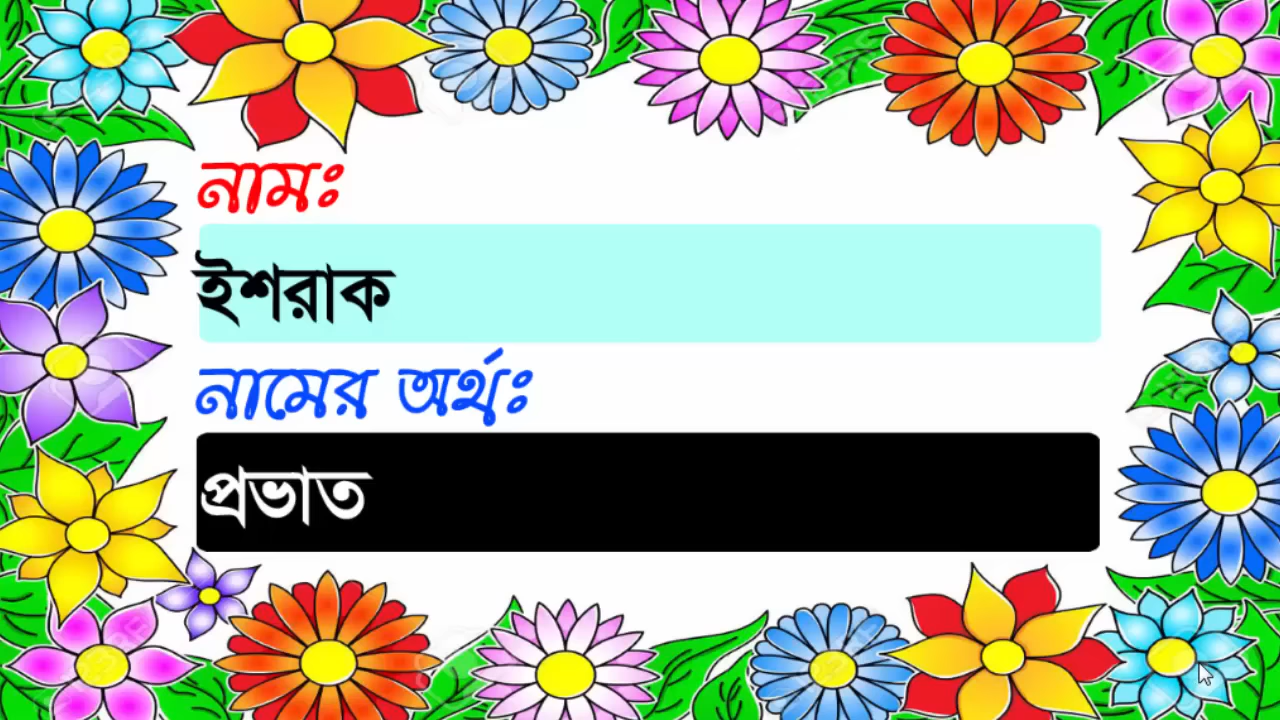 নামঃ
ইশরাক
নামের অর্থঃ
প্রভাত